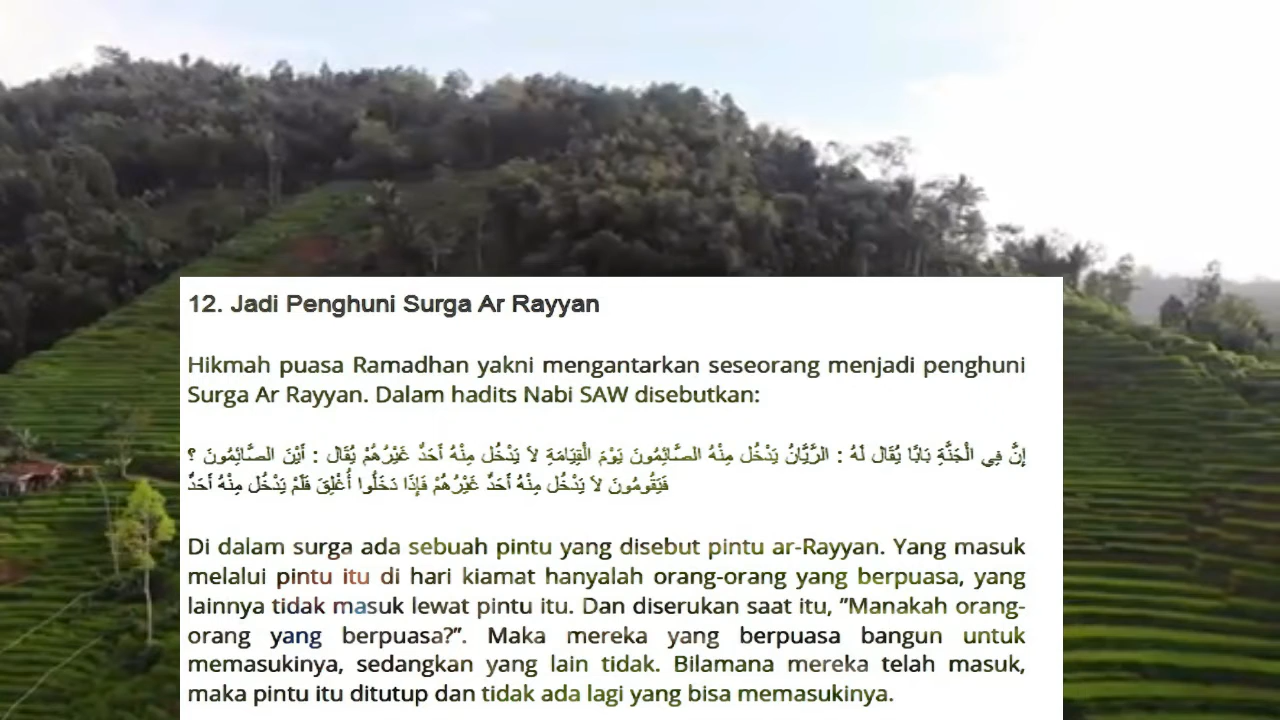 12. Jadi Penghuni Surga Ar Rayyan
Hikmah puasa Ramadhan yakni mengantarkan seseorang menjadi penghuni
Surga Ar Rayyan. Dalam hadits Nabi SAW disebutkan:
إِنَّ فِي الْجَنَّةِ بَابًا يُقَالُ لَهُ : الرَّيَّانُ يَدْخُلُ مِنْهُ الصَّائِمُونَ يَوْمَ الْقِيَامَةِ لاَ يَدْخُلُ مِنْهُ أَحَدٌ غَيْرُهُمْ يُقَالُ : أَيْنَ الصَّائِمُونَ ؟
فَيَقُومُونَ لاَ يَدْخُلُ مِنْهُ أَحَدٌ غَيْرُهُمْ فَإِذَا دَخَلُوا أُغْلِقَ فَلَمْ يَدْخُلْ مِنْهُ أَحَدٌ
Di dalam surga ada sebuah pintu yang disebut pintu ar-Rayyan. Yang masuk
melalui pintu itu di hari kiamat hanyalah orang-orang yang berpuasa, yang
lainnya tidak masuk lewat pintu itu. Dan diserukan saat itu, ”Manakah orang-
orang yang berpuasa?”. Maka mereka yang berpuasa bangun untuk
memasukinya, sedangkan yang lain tidak. Bilamana mereka telah masuk,
maka pintu itu ditutup dan tidak ada lagi yang bisa memasukinya.